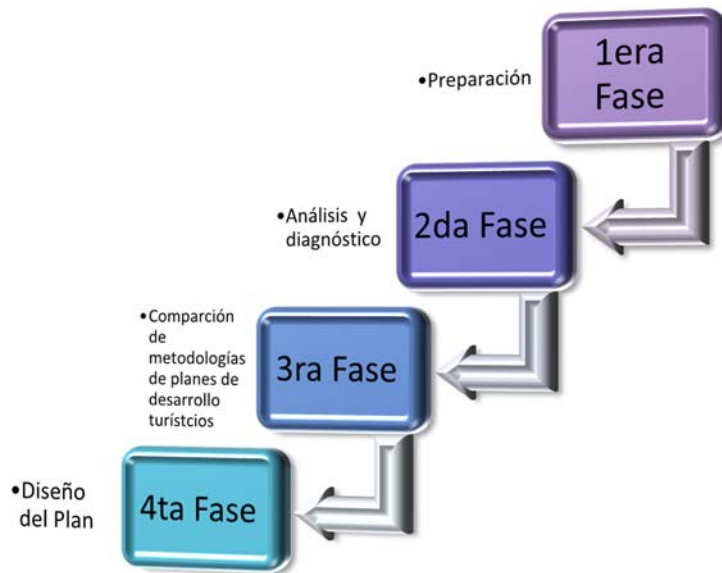 1era
Fase
•Preparación
2da Fase
•Análisis y
diagnóstico
3ra Fase
•Comparción
de
metodologías
de planes de
desarrollo
turístcios
4ta Fase
•Diseño
del Plan